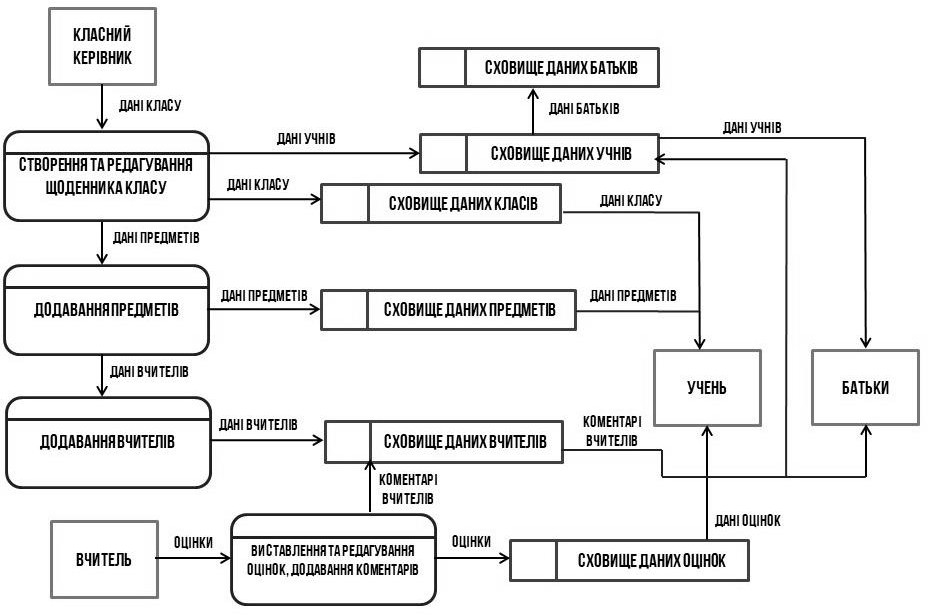 КЛАСНИЙ
КЕРІВНИК
ДАНІ КЛАСУ
СХОВИЩЕ ДАНИХ БАТЬКІВ
ДАНІ БАТЬКІВ
ДАНІ УЧНІВ
ДАНІ УЧНІВ
СТВОРЕННЯ ТА РЕДАГУВАННЯ
ЩОДЕННИКА КЛАСУ
СХОВИЩЕ ДАНИХ УЧНІВ
ДАНІ КЛАСУ
СХОВИЩЕ ДАНИХ КЛАСІВ
ДАНІ КЛАСУ
ДАНІ ПРЕДМЕТІВ
ДОДАВАННЯ ПРЕДМЕТІВ
ДАНІ ПРЕДМЕТІВ
СХОВИЩЕ ДАНИХ ПРЕДМЕТІВ
ДАНІ ПРЕДМЕТІВ
ДАНІ ВЧИТЕЛІВ
УЧЕНЬ
БАТЬКИ
ДОДАВАННЯ ВЧИТЕЛІВ
ДАНІ ВЧИТЕЛІВ
СХОВИЩЕ ДАНИХ ВЧИТЕЛІВ
КОМЕНТАРІ
ВЧИТЕЛІВ
КОМЕНТАРІ
ВЧИТЕЛІВ
ДАНІ ОЦІНОК
ВЧИТЕЛЬ
ОЦІНКИ
ВИСТАВЛЕННЯ ТА РЕДАГУВАННЯ
ОЦІНОК, ДОДАВАННЯ КОМЕНТАРІВ
ОЦІНКИ
СХОВИЩЕ ДАНИХ ОЦІНОК